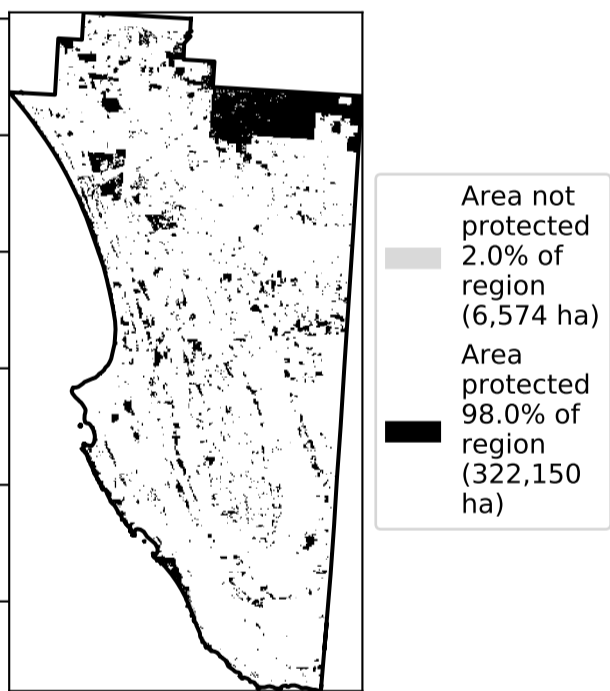 Area not
protected
2.0% of
region
(6,574 ha)
Area
protected
98.0% of
region
(322,150
ha)